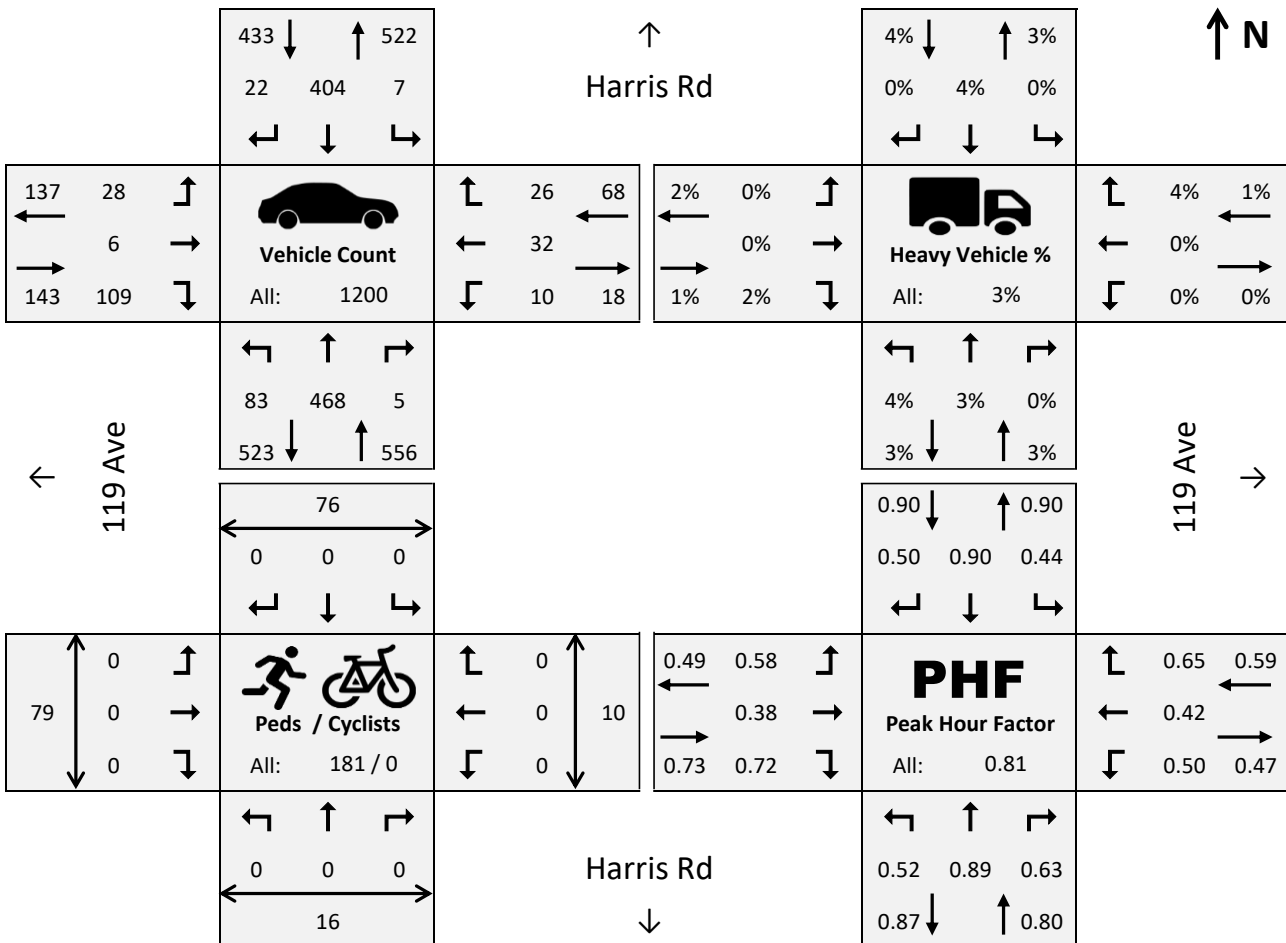 433 522
22 404 7
Harris Rd
4% 3%
0% 4% 0%
N
137 28
6
143 109
Vehicle Count
All: 1200
26 68
32
10 18
2% 0%
0%
1% 2%
Heavy Vehicle %
All: 3%
4% 1%
0%
0% 0%
83 468 5
523 556
4% 3% 0%
3% 3%
119 Ave
119 Ave
76
0 0 0
0.90 0.90
0.50 0.90 0.44
0
79 0
0
Peds / Cyclists
All: 181 / 0
0
0 10
0
0.49 0.58
0.38
0.73 0.72
PHF
Peak Hour Factor
All: 0.81
0.65 0.59
0.42
0.50 0.47
0 0 0
16
Harris Rd
0.52 0.89 0.63
0.87 0.80